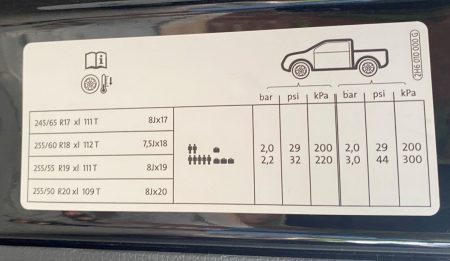 bar psi kPa bar psi kPa
245/65 R17 xl 111 T 8Jx17
255/60 R18 xl 112 T 7,5Jx18 2,0 29 200 2,0 29 200
255/55 R19 xl 111 T 8Jx19 2,2 32 220 3,0 44 300
255/50 R20 xl 109 T 8Jx20
2H6 010 000 G